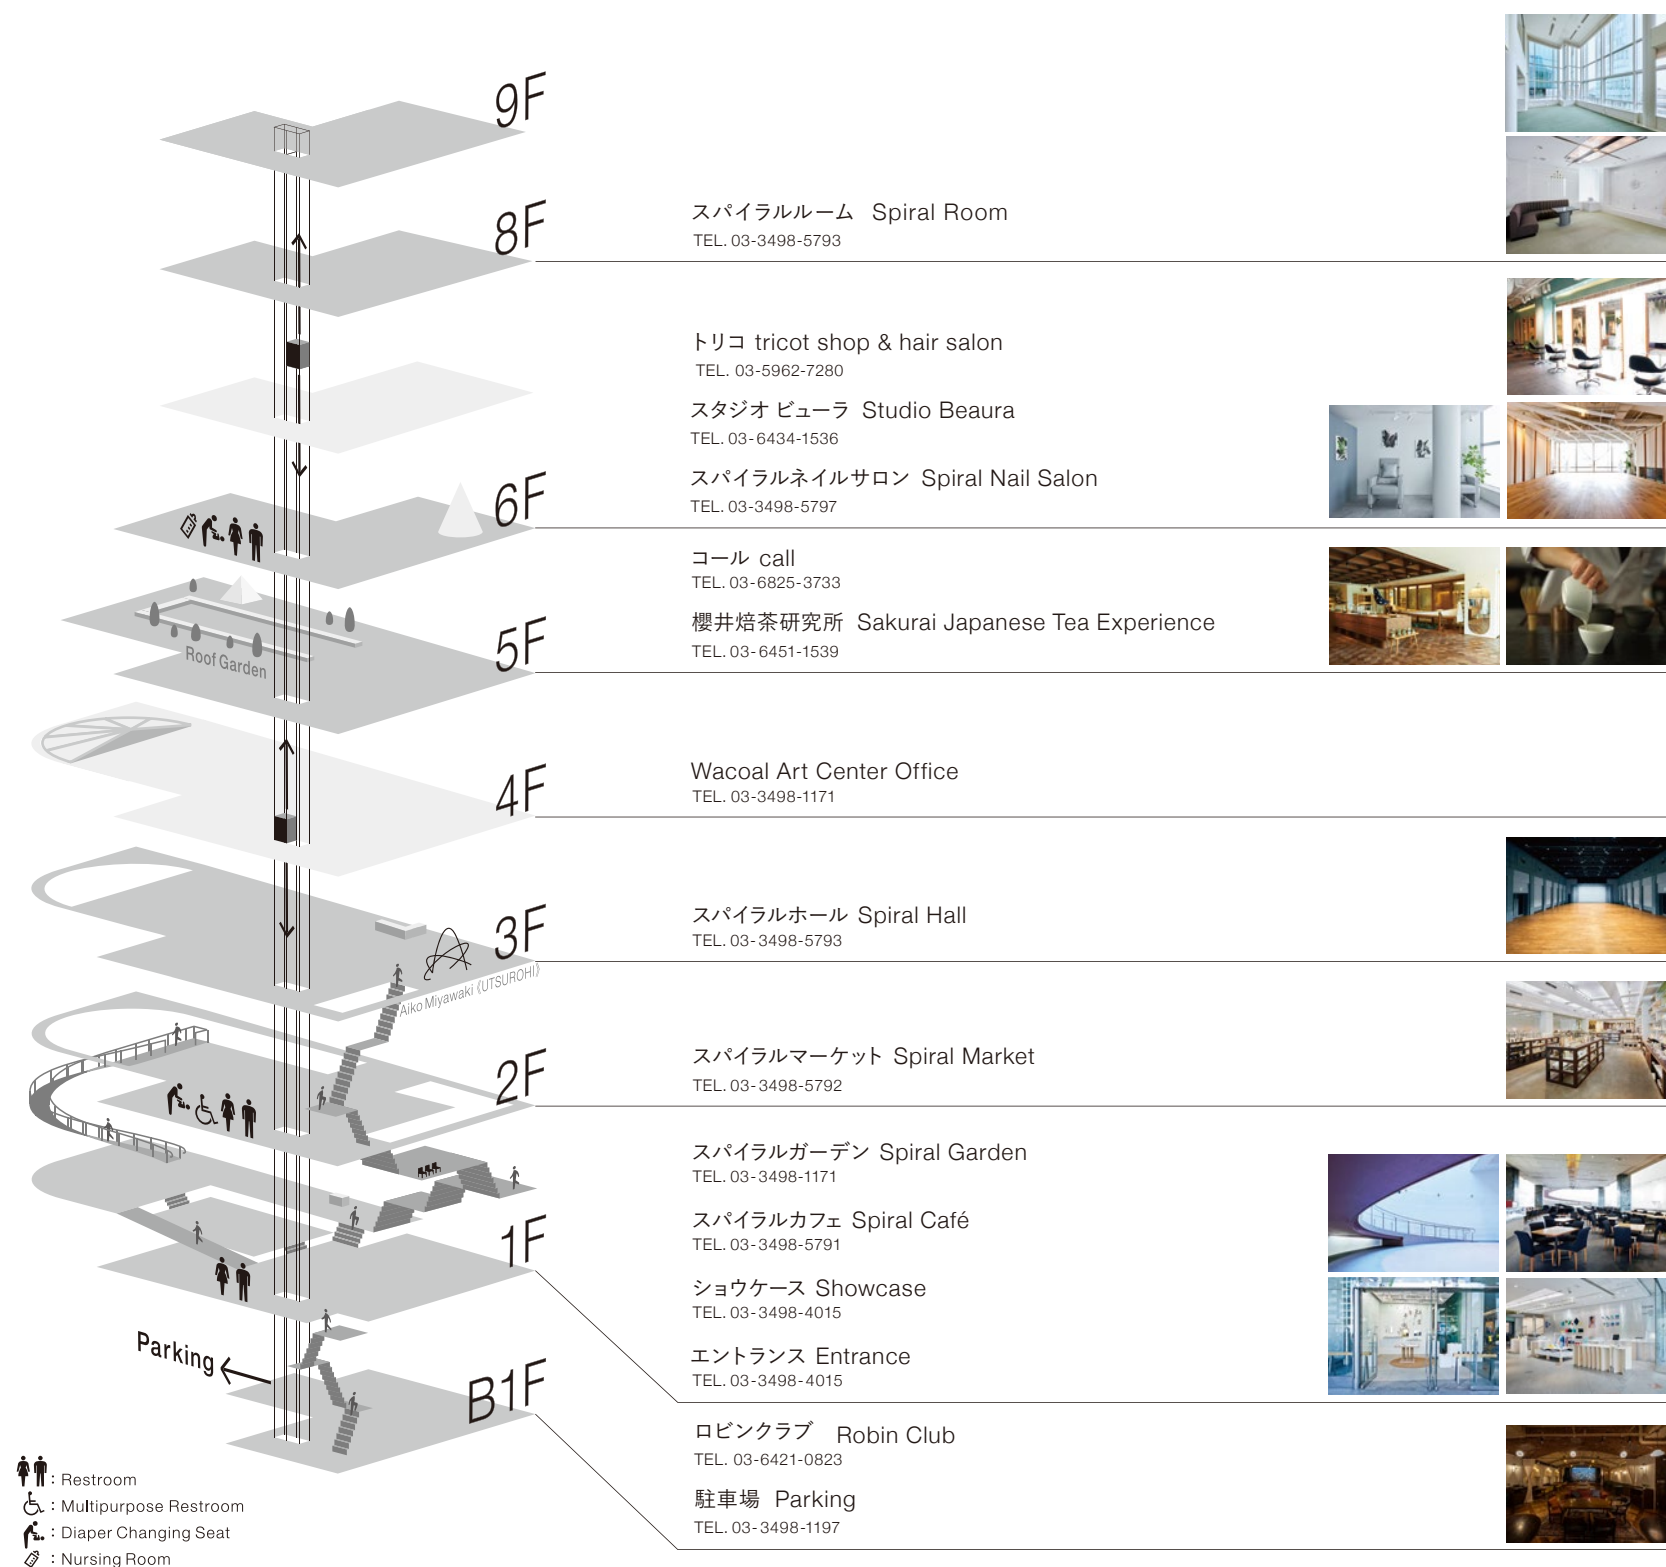 9F
8F
スパイラルルーム Spiral Room
TEL. 03-3498-5793
トリコ tricot shop & hair salon
TEL. 03-5962-7280
スタジオ ビューラ Studio Beaura
TEL. 03-6434-1536
スパイラルネイルサロン Spiral Nail Salon
TEL. 03-3498-5797
6F
コール call
TEL. 03-6825-3733
櫻井焙茶研究所 Sakurai Japanese Tea Experience
TEL. 03-6451-1539
5F
Roof Garden
Wacoal Art Center Office
TEL. 03-3498-1171
4F
スパイラルホール Spiral Hall
TEL. 03-3498-5793
3F
Aiko Miyawaki《UTSUROHI》
スパイラルマーケット Spiral Market
TEL. 03-3498-5792
2F
スパイラルガーデン Spiral Garden
TEL. 03-3498-1171
スパイラルカフェ Spiral Café
TEL. 03-3498-5791
1F
ショウケース Showcase
TEL. 03-3498-4015
エントランス Entrance
TEL. 03-3498-4015
Parking
B1F
ロビンクラブ Robin Club
TEL. 03-6421-0823
駐車場 Parking
TEL. 03-3498-1197
: Restroom
: Multipurpose Restroom
: Diaper Changing Seat
: Nursing Room